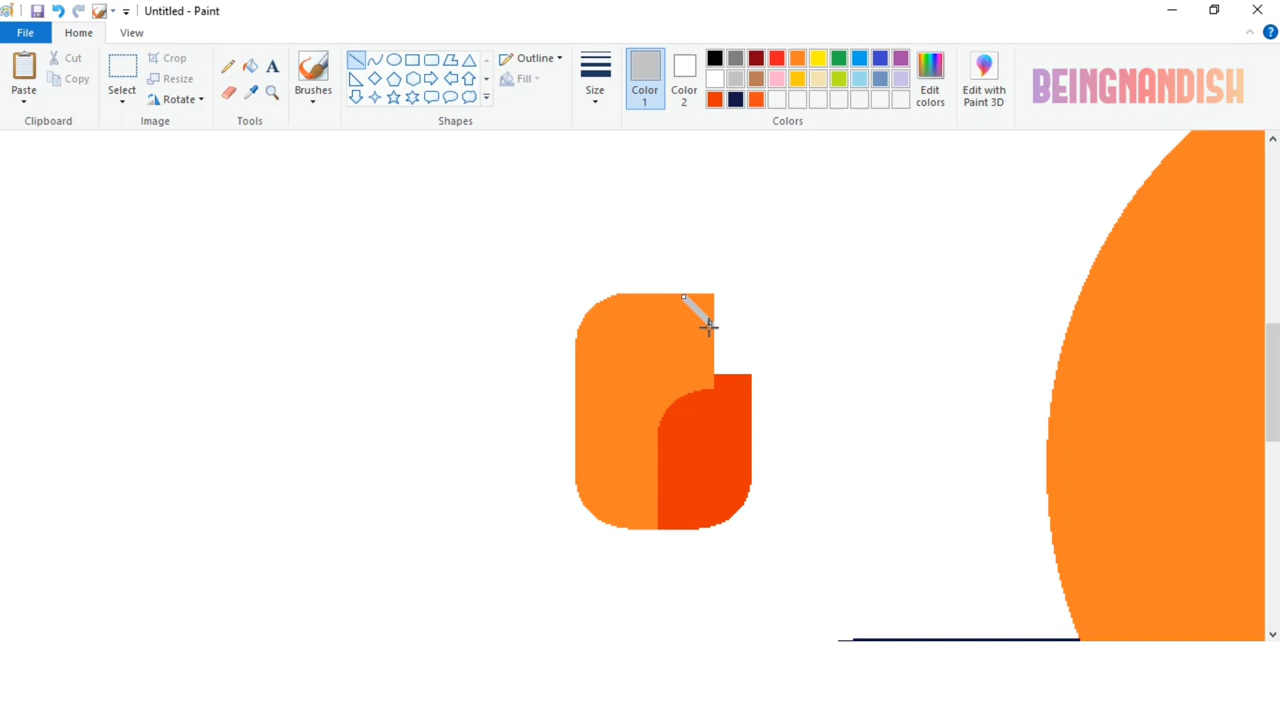 Untitled - Paint
File
Home
View
Paste
Cut
Copy
Clipboard
Select
Crop
Resize
Rotate
Image
A
Tools
Brushes
Shapes
Outline
Fill
Size
Color 1
Color 2
Edit colors
Colors
Edit with Paint 3D
BEINGNANDISH
?